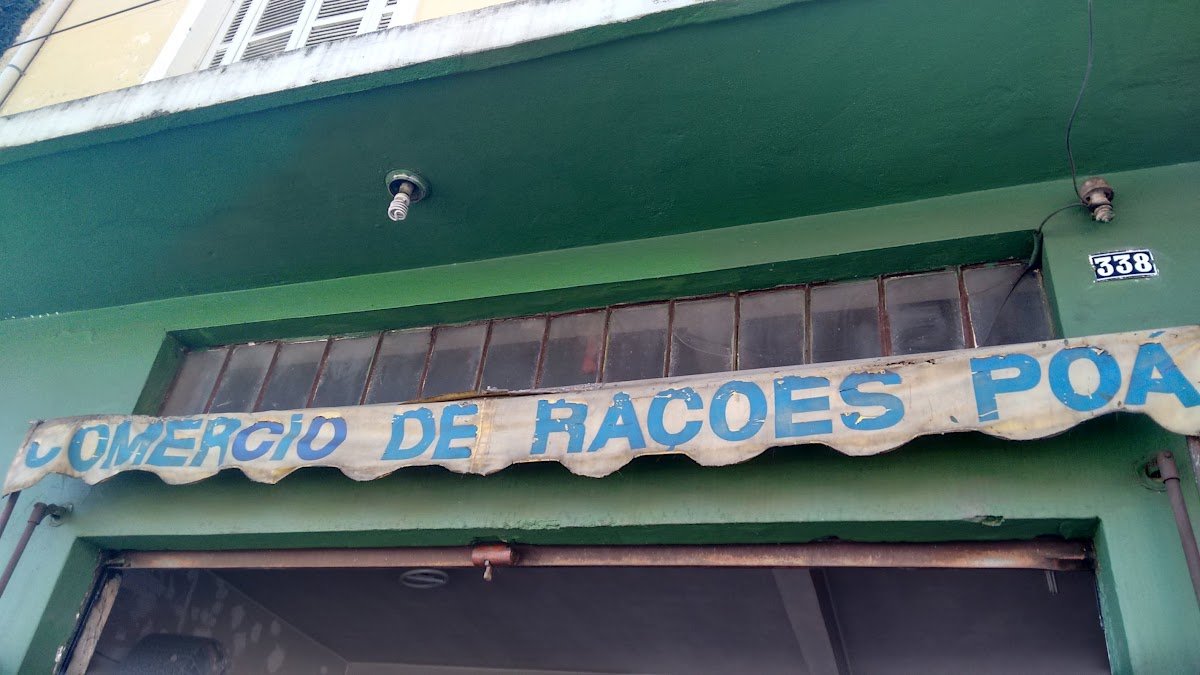 338
COMERCiO DE RAÇOES POÁ